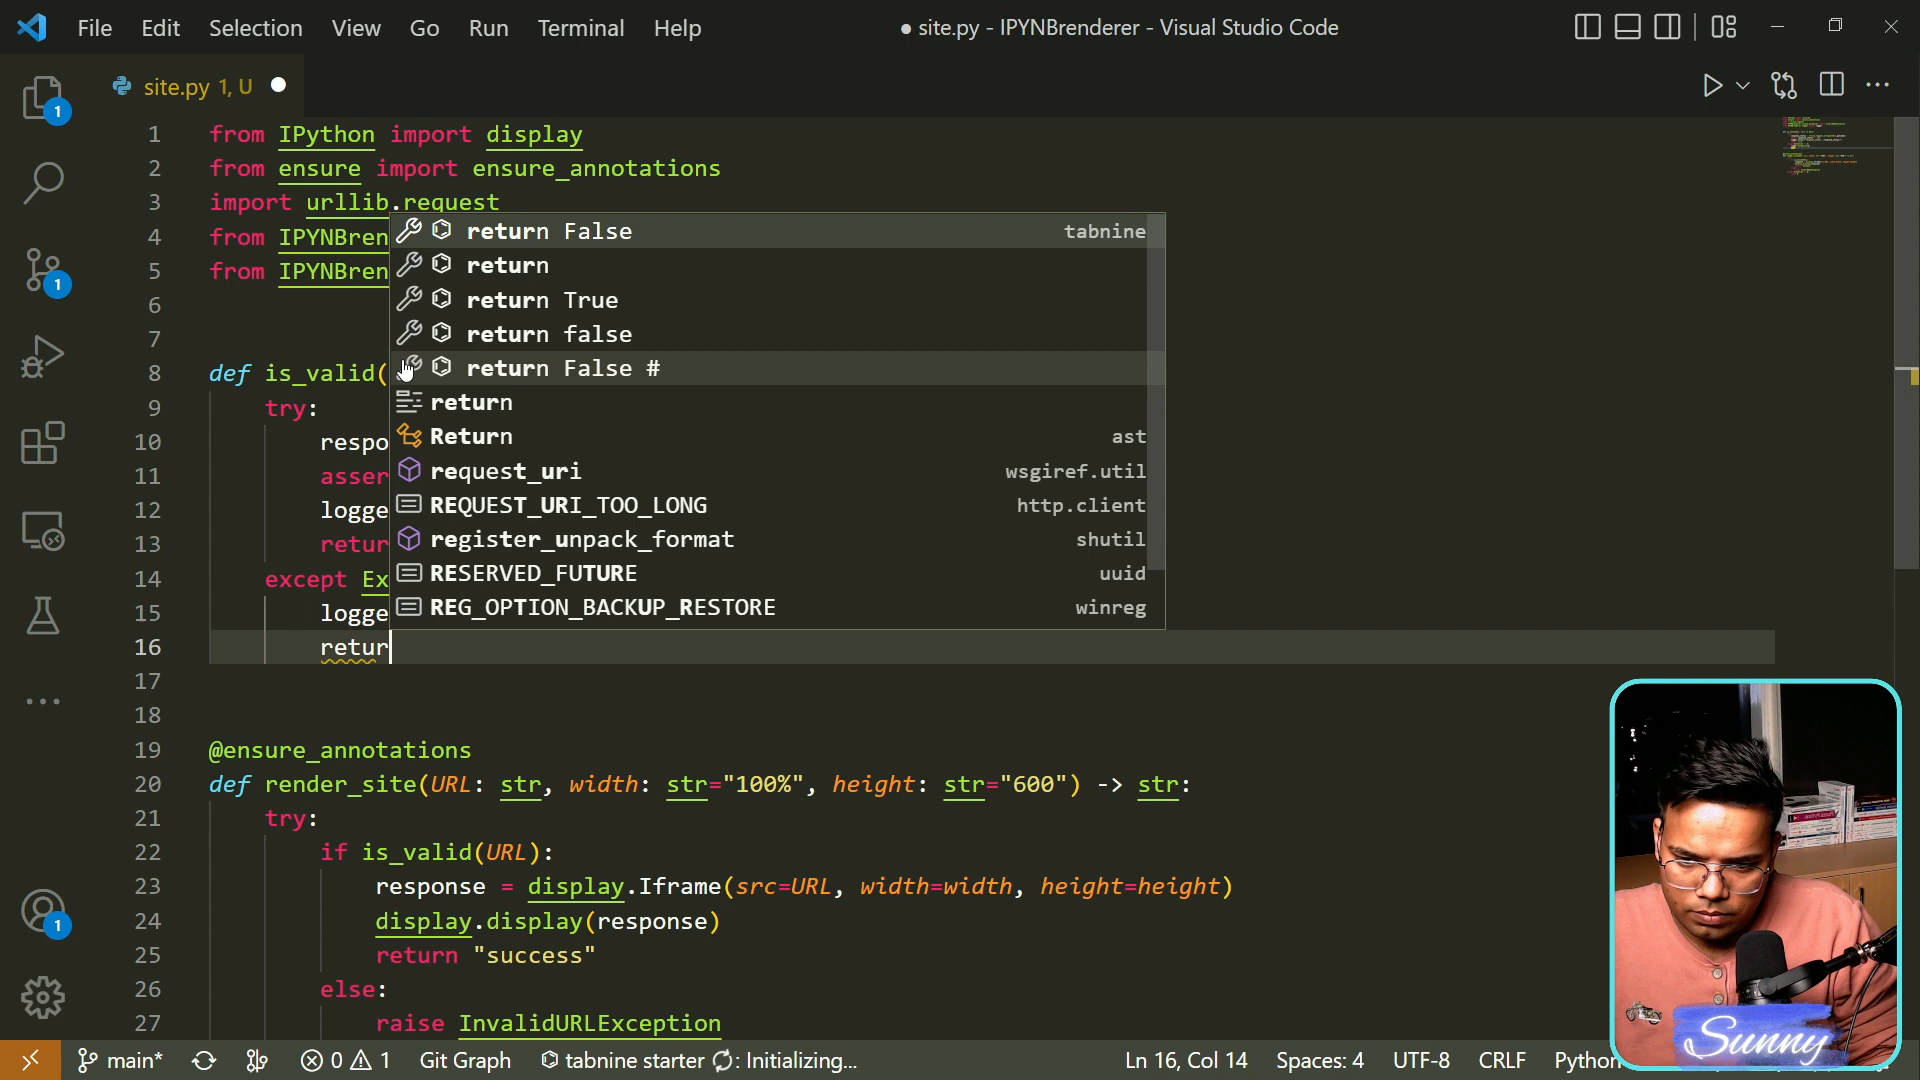 File Edit Selection View Go Run Terminal Help
● site.py - IPYNBrenderer - Visual Studio Code
site.py 1, U
1 from IPython import display
2 from ensure import ensure_annotations
3 import urllib.request
4 from IPYNBren
5 from IPYNBren
6
7
8 def is_valid(
9 try:
10 respo
11 asser
12 logge
13 retur
14 except Ex
15 logge
16 retur
17
18
19 @ensure_annotations
20 def render_site(URL: str, width: str="100%", height: str="600") -> str:
21 try:
22 if is_valid(URL):
23 response = display.Iframe(src=URL, width=width, height=height)
24 display.display(response)
25 return "success"
26 else:
27 raise InvalidURLException
return False tabnine
return
return True
return false
return False #
return
Return ast
request_uri wsgiref.util
REQUEST_URI_TOO_LONG http.client
register_unpack_format shutil
RESERVED_FUTURE uuid
REG_OPTION_BACKUP_RESTORE winreg
1
1
1
Sunny
main* 0 1 Git Graph tabnine starter : Initializing... Ln 16, Col 14 Spaces: 4 UTF-8 CRLF Python